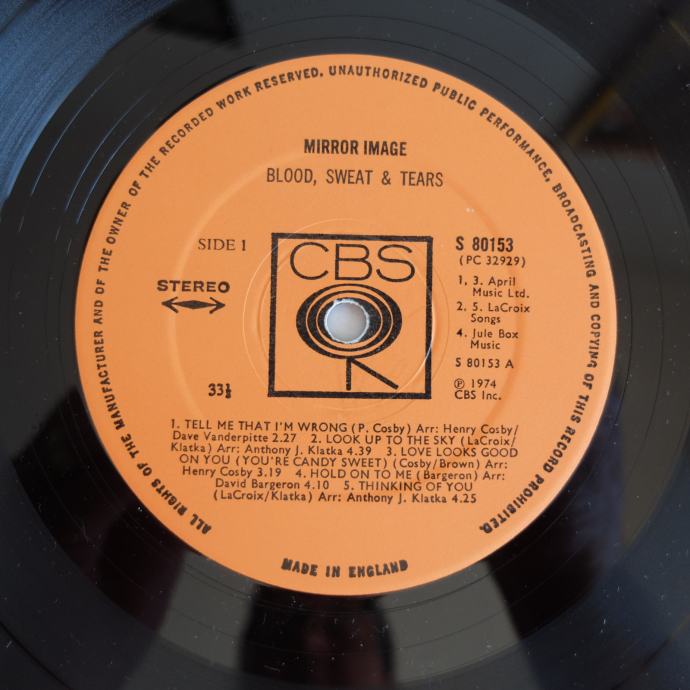 ALL RIGHTS OF THE MANUFACTURER AND OF THE OWNER OF THE RECORDED WORK RESERVED. UNAUTHORIZED PUBLIC PERFORMANCE, BROADCASTING AND COPYING OF THIS RECORD PROHIBITED.
MIRROR IMAGE
BLOOD, SWEAT & TEARS
SIDE 1
STEREO
33⅓
CBS
S 80153
(PC 32929)
1, 3. April
Music Ltd.
2, 5. LaCroix
Songs
4. Jule Box
Music
S 80153 A
℗ 1974
CBS Inc.
1. TELL ME THAT I'M WRONG (P. Cosby) Arr: Henry Cosby/
Dave Vanderpitte 2.27 2. LOOK UP TO THE SKY (LaCroix/
Klatka) Arr: Anthony J. Klatka 4.39 3. LOVE LOOKS GOOD
ON YOU (YOU'RE CANDY SWEET) (Cosby/Brown) Arr:
Henry Cosby 3.19 4. HOLD ON TO ME (Bargeron) Arr:
David Bargeron 4.10 5. THINKING OF YOU
(LaCroix/Klatka) Arr: Anthony J. Klatka 4.25
MADE IN ENGLAND